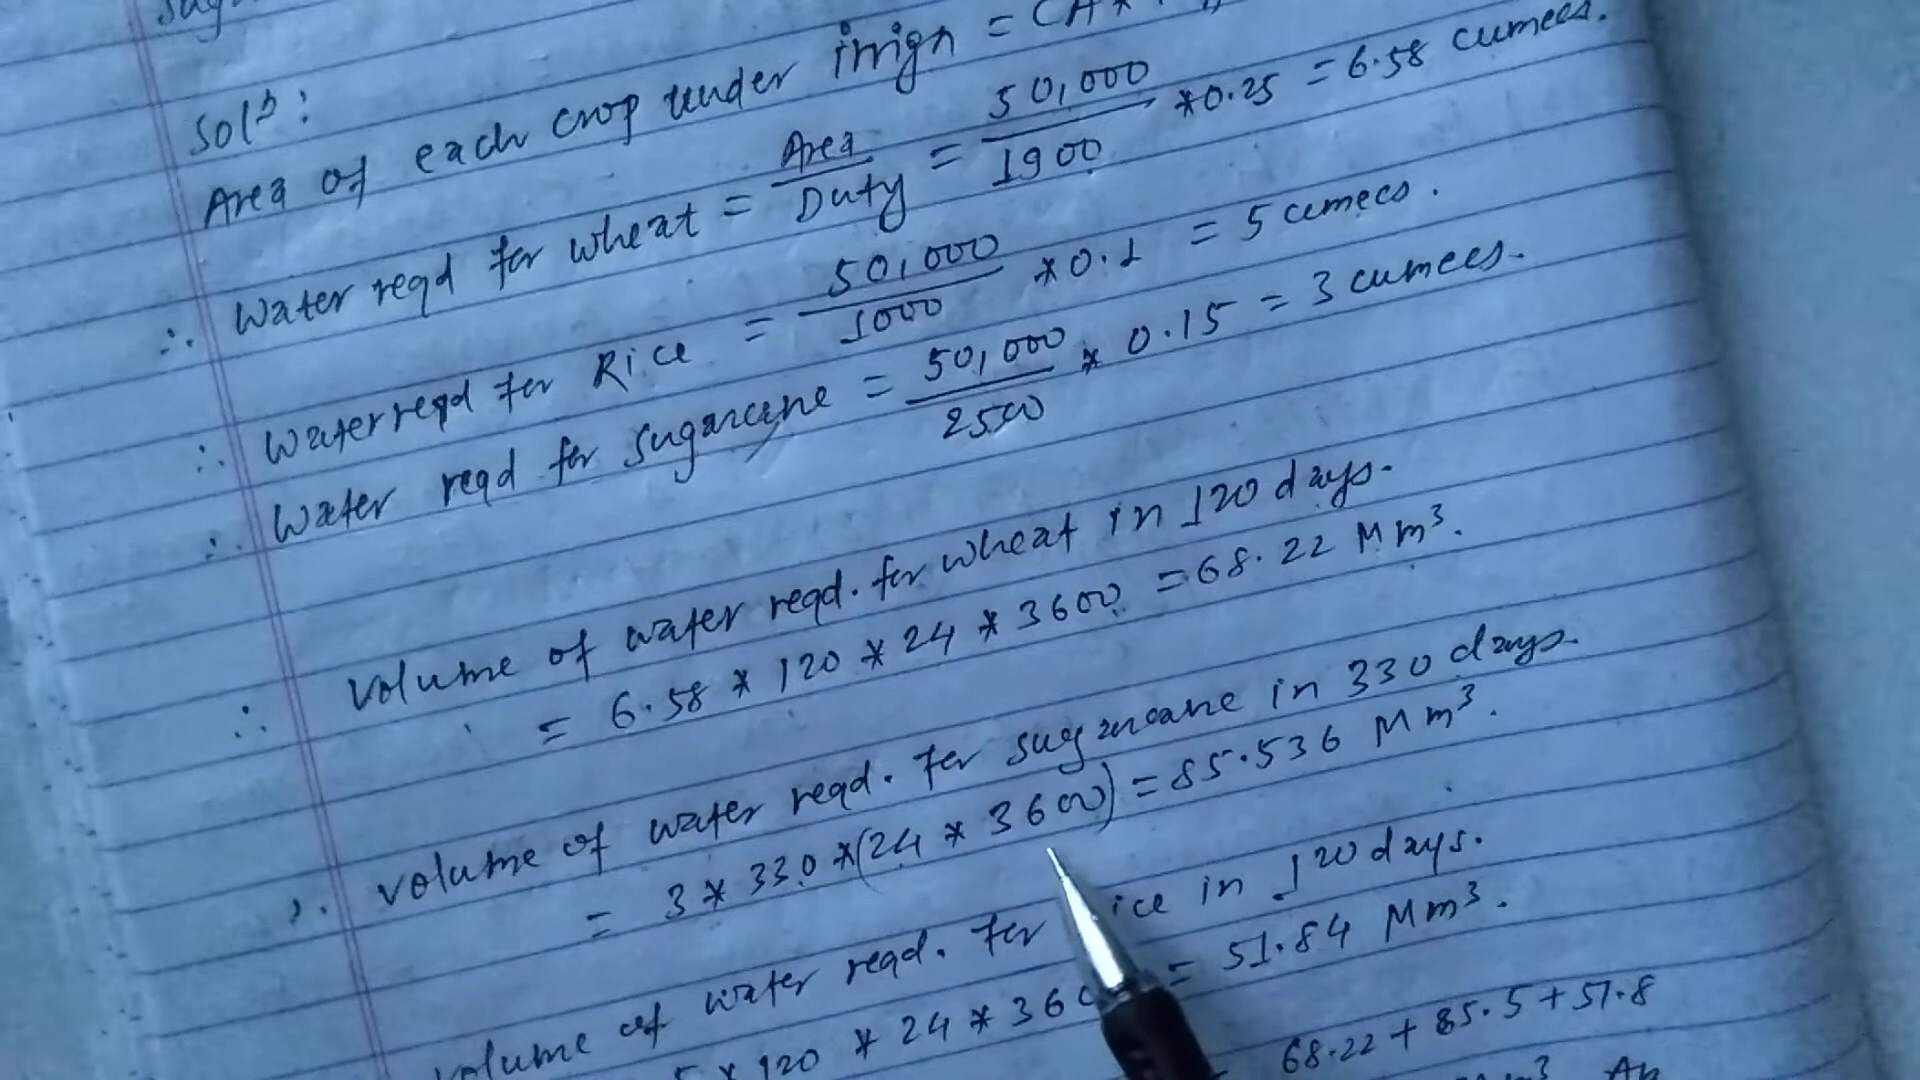 Solⁿ:
Area of each crop under irrign = CA *
∴ Water reqd for wheat = Area / Duty = 50,000 / 1900 * 0.25 = 6.58 cumecs.
∴ Water reqd for Rice = 50,000 / 1000 * 0.1 = 5 cumecs.
∴ Water reqd for sugarcane = 50,000 / 2500 * 0.15 = 3 cumecs.
∴ Volume of water reqd. for wheat in 120 days.
= 6.58 * 120 * 24 * 3600 = 68.22 Mm³.
∴ Volume of water reqd. for sugarcane in 330 days.
= 3 * 330 * (24 * 3600) = 85.536 Mm³.
volume of water reqd. for ice in 120 days.
5 * 120 * 24 * 360 = 51.84 Mm³.
68.22 + 85.5 + 51.8
m³ An